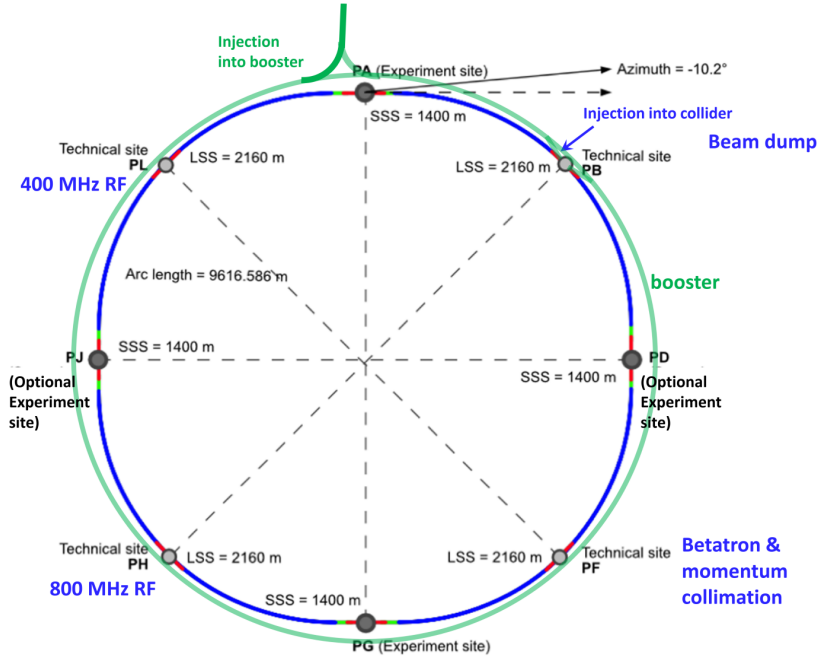 Injection
into booster
PA (Experiment site)
Azimuth = -10.2°
SSS = 1400 m
Injection into collider
Beam dump
Technical site
PL
LSS = 2160 m
LSS = 2160 m
Technical site
PB
400 MHz RF
Arc length = 9616.586 m
booster
PJ
SSS = 1400 m
PD
SSS = 1400 m
(Optional
Experiment
site)
(Optional
Experiment
site)
Technical site
PH
LSS = 2160 m
LSS = 2160 m
Technical site
PF
Betatron &
momentum
collimation
800 MHz RF
SSS = 1400 m
PG (Experiment site)